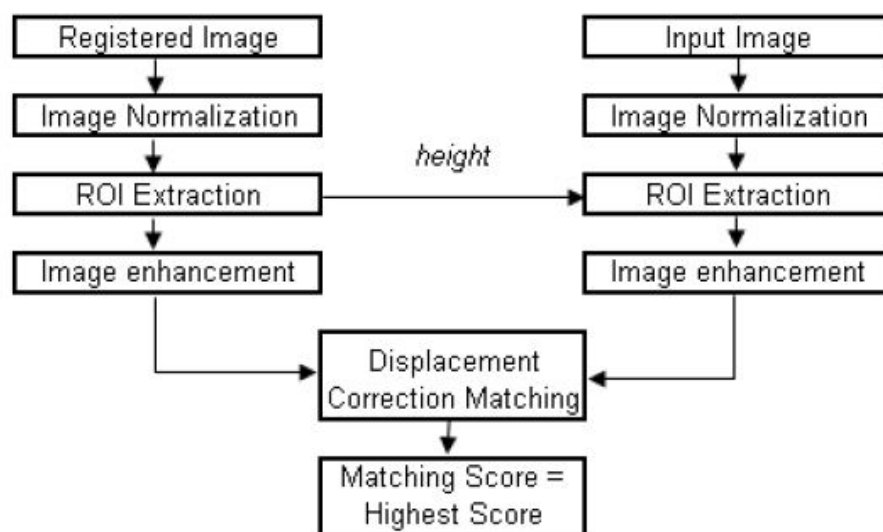 Registered Image
Input Image
Image Normalization
Image Normalization
height
ROI Extraction
ROI Extraction
Image enhancement
Image enhancement
Displacement
Correction Matching
Matching Score =
Highest Score